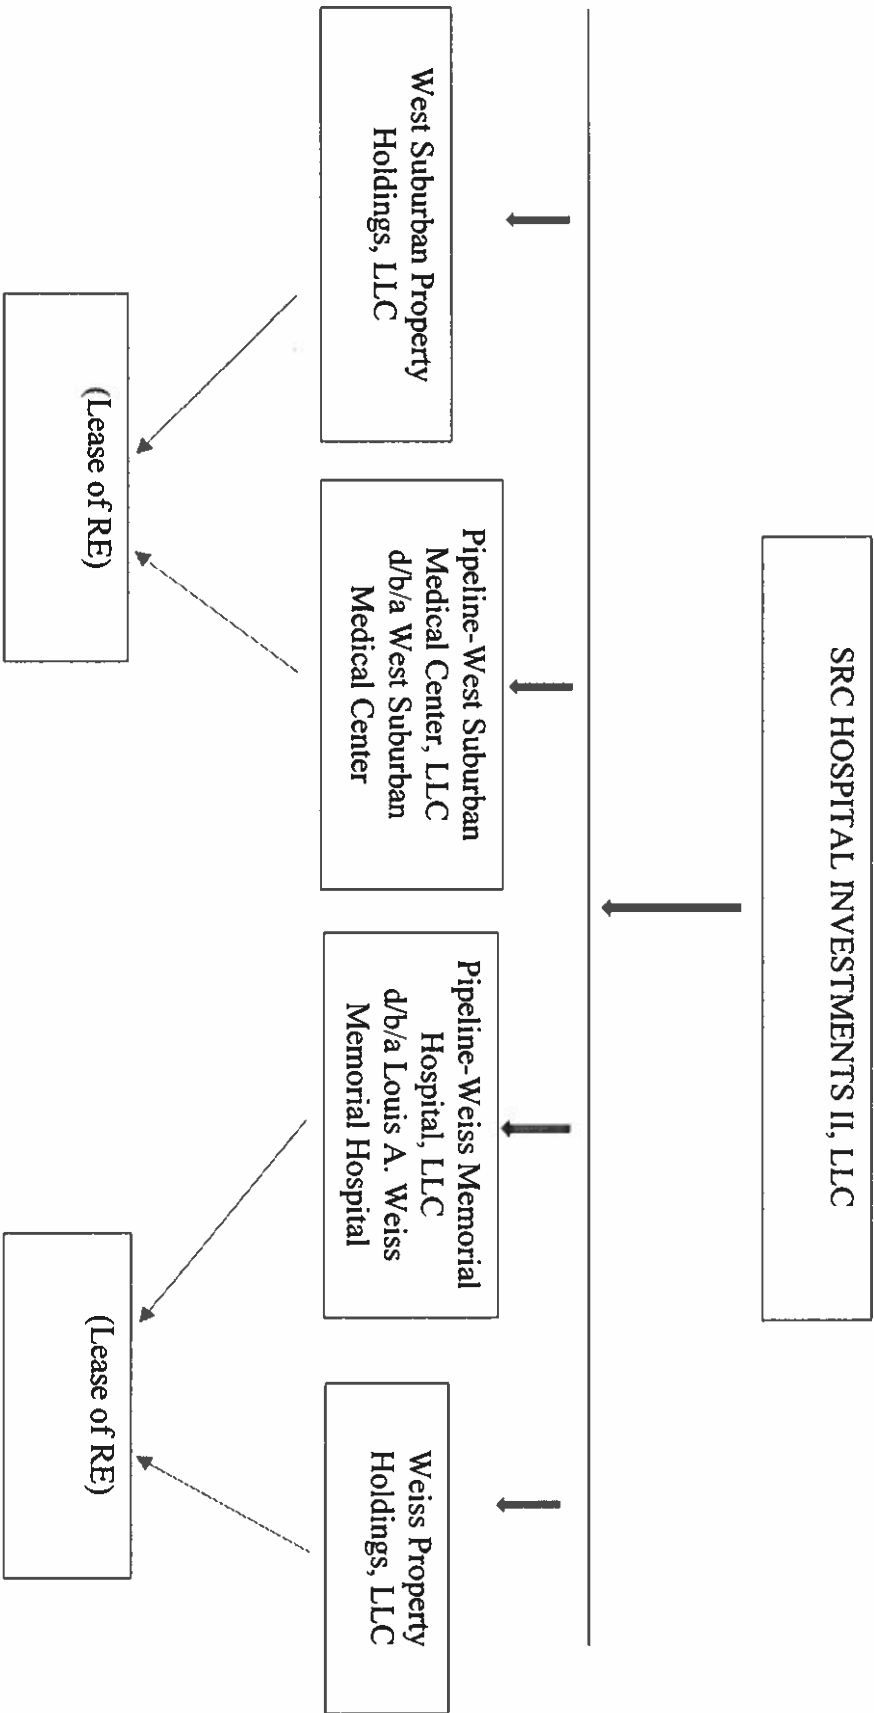 SRC HOSPITAL INVESTMENTS II, LLC
West Suburban Property
Holdings, LLC
Pipeline-West Suburban
Medical Center, LLC
d/b/a West Suburban
Medical Center
Pipeline-Weiss Memorial
Hospital, LLC
d/b/a Louis A. Weiss
Memorial Hospital
Weiss Property
Holdings, LLC
(Lease of RE)
(Lease of RE)